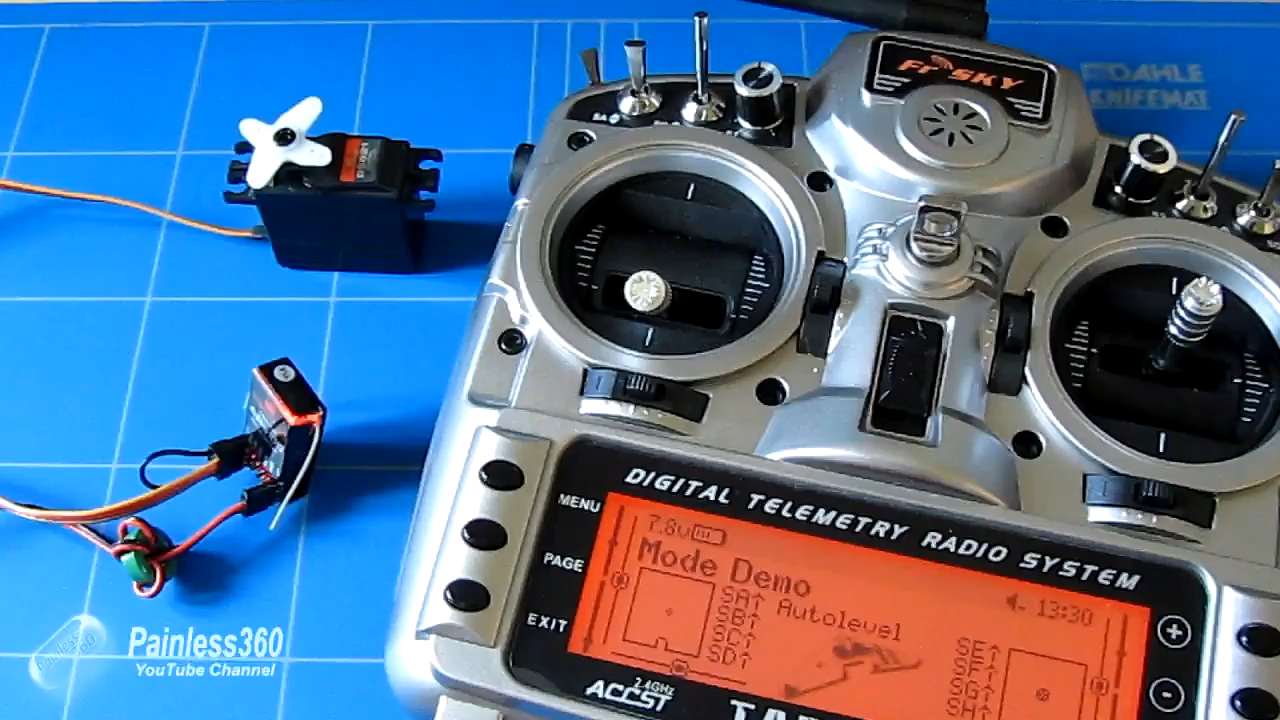 FrSKY
DAHLE
KNIFEMAT
DIGITAL TELEMETRY RADIO SYSTEM
MENU
PAGE
EXIT
7.8v
Mode Demo
13:30
SA↑ Autolevel
SB↑
SC↑
SD↑
SE↑
SF↑
SG↑
SH↑
+
-
2.4GHz
ACCST
Painless360
YouTube Channel